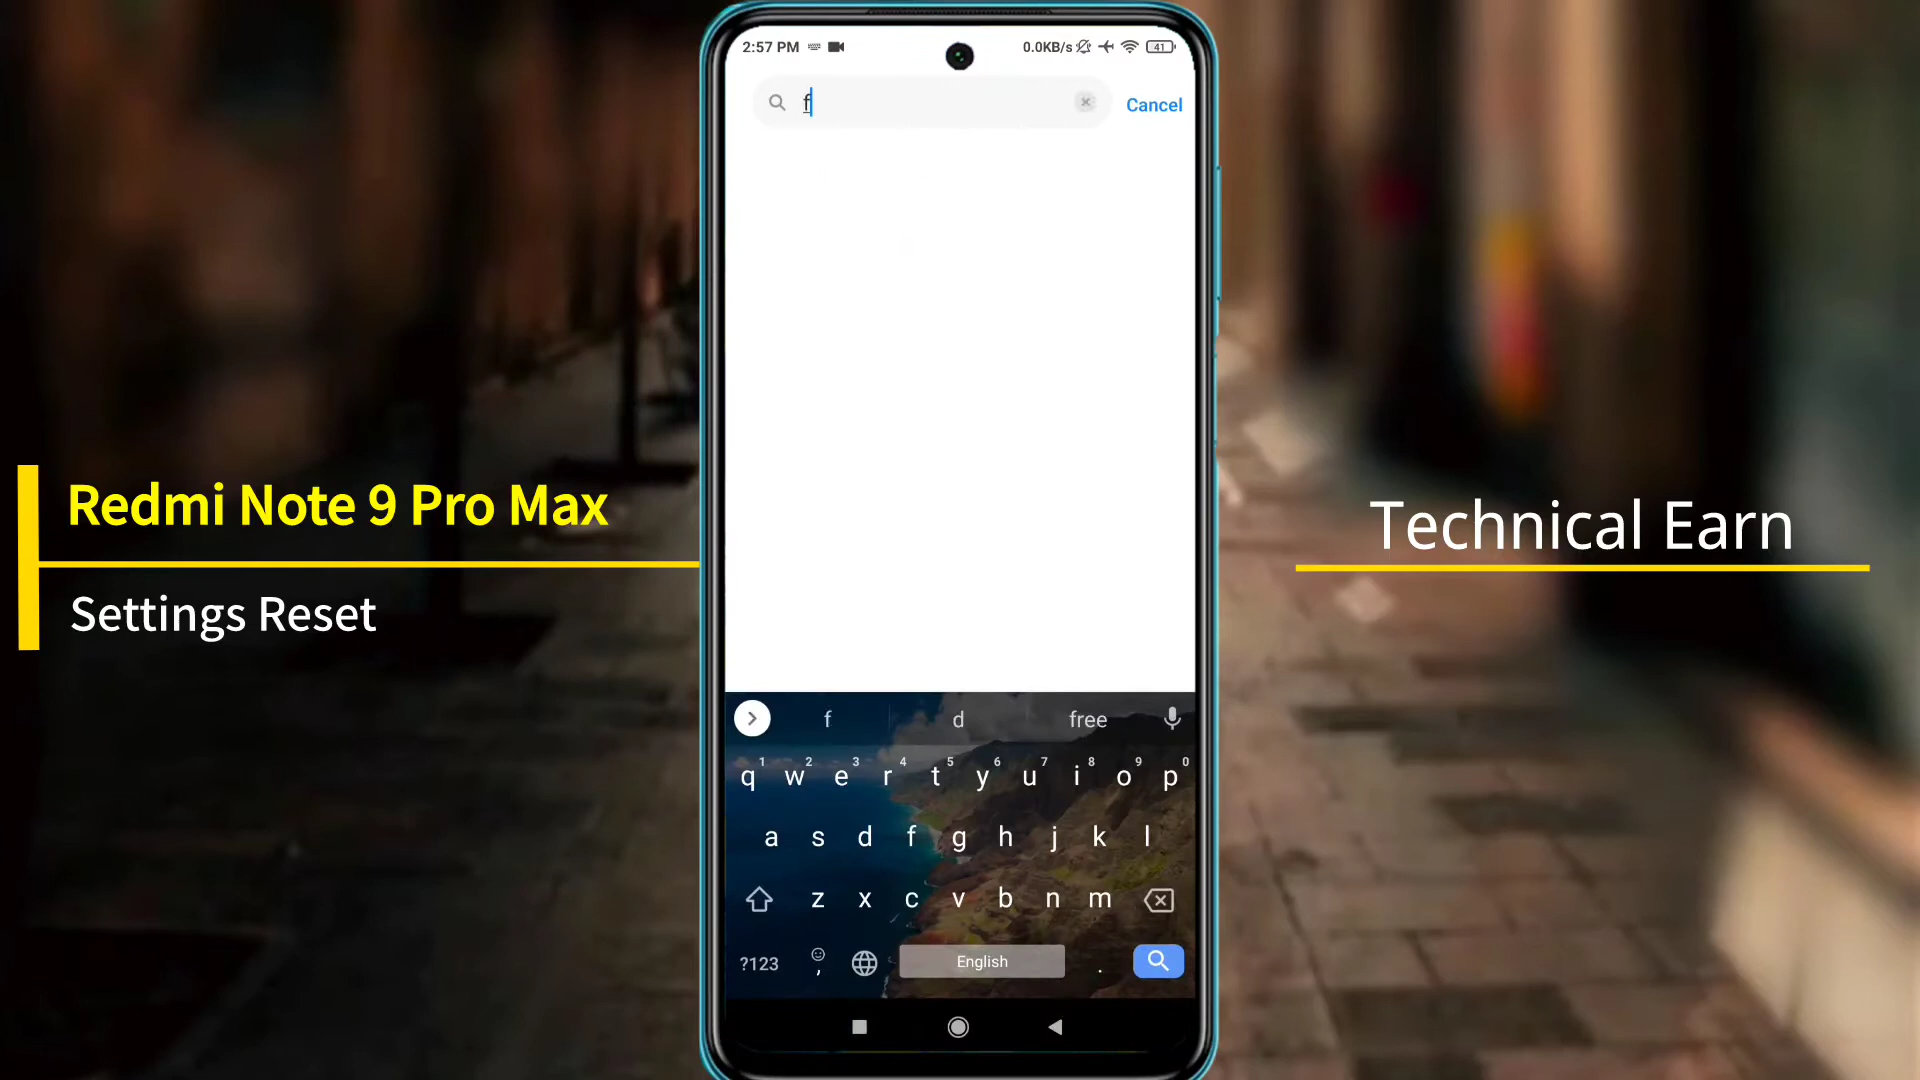 2:57 PM
0.0KB/s
41
f
Cancel
Redmi Note 9 Pro Max
Settings Reset
Technical Earn
f d free
1 2 3 4 5 6 7 8 9 0
q w e r t y u i o p
a s d f g h j k l
z x c v b n m
?123 , English .